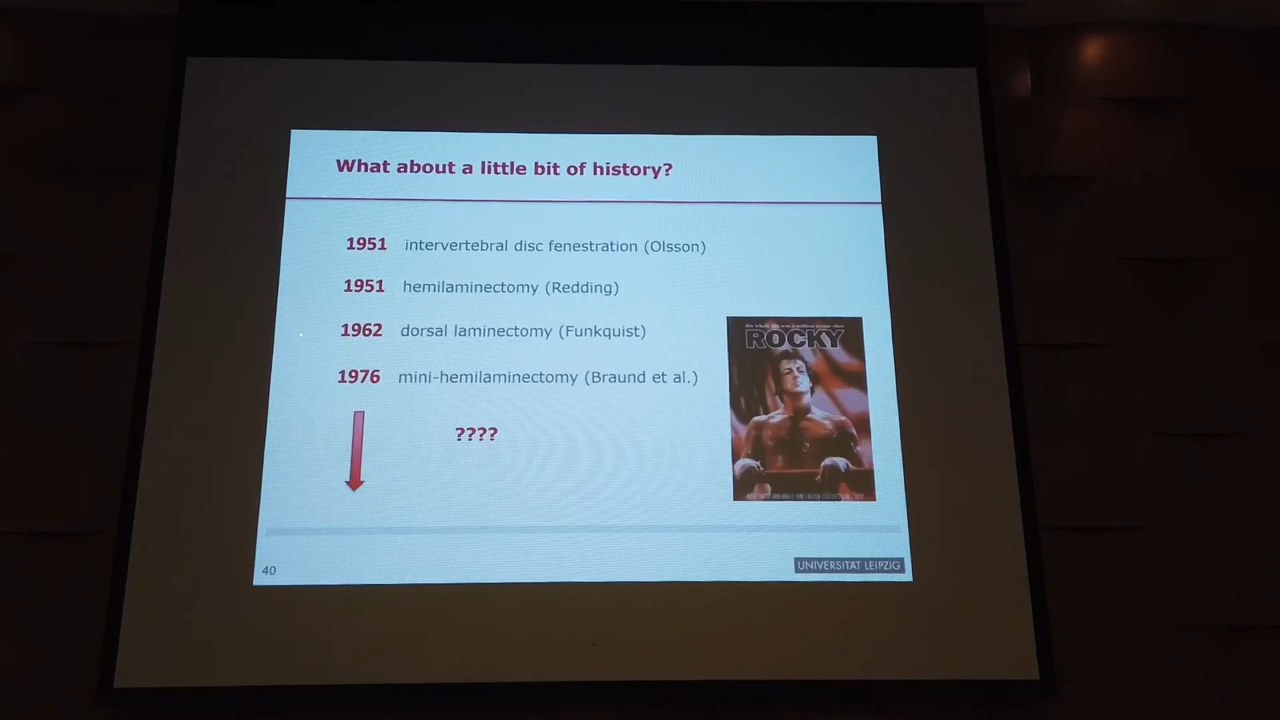 What about a little bit of history?
1951 intervertebral disc fenestration (Olsson)
1951 hemilaminectomy (Redding)
1962 dorsal laminectomy (Funkquist)
1976 mini-hemilaminectomy (Braund et al.)
????
ROCKY
40
UNIVERSITÄT LEIPZIG